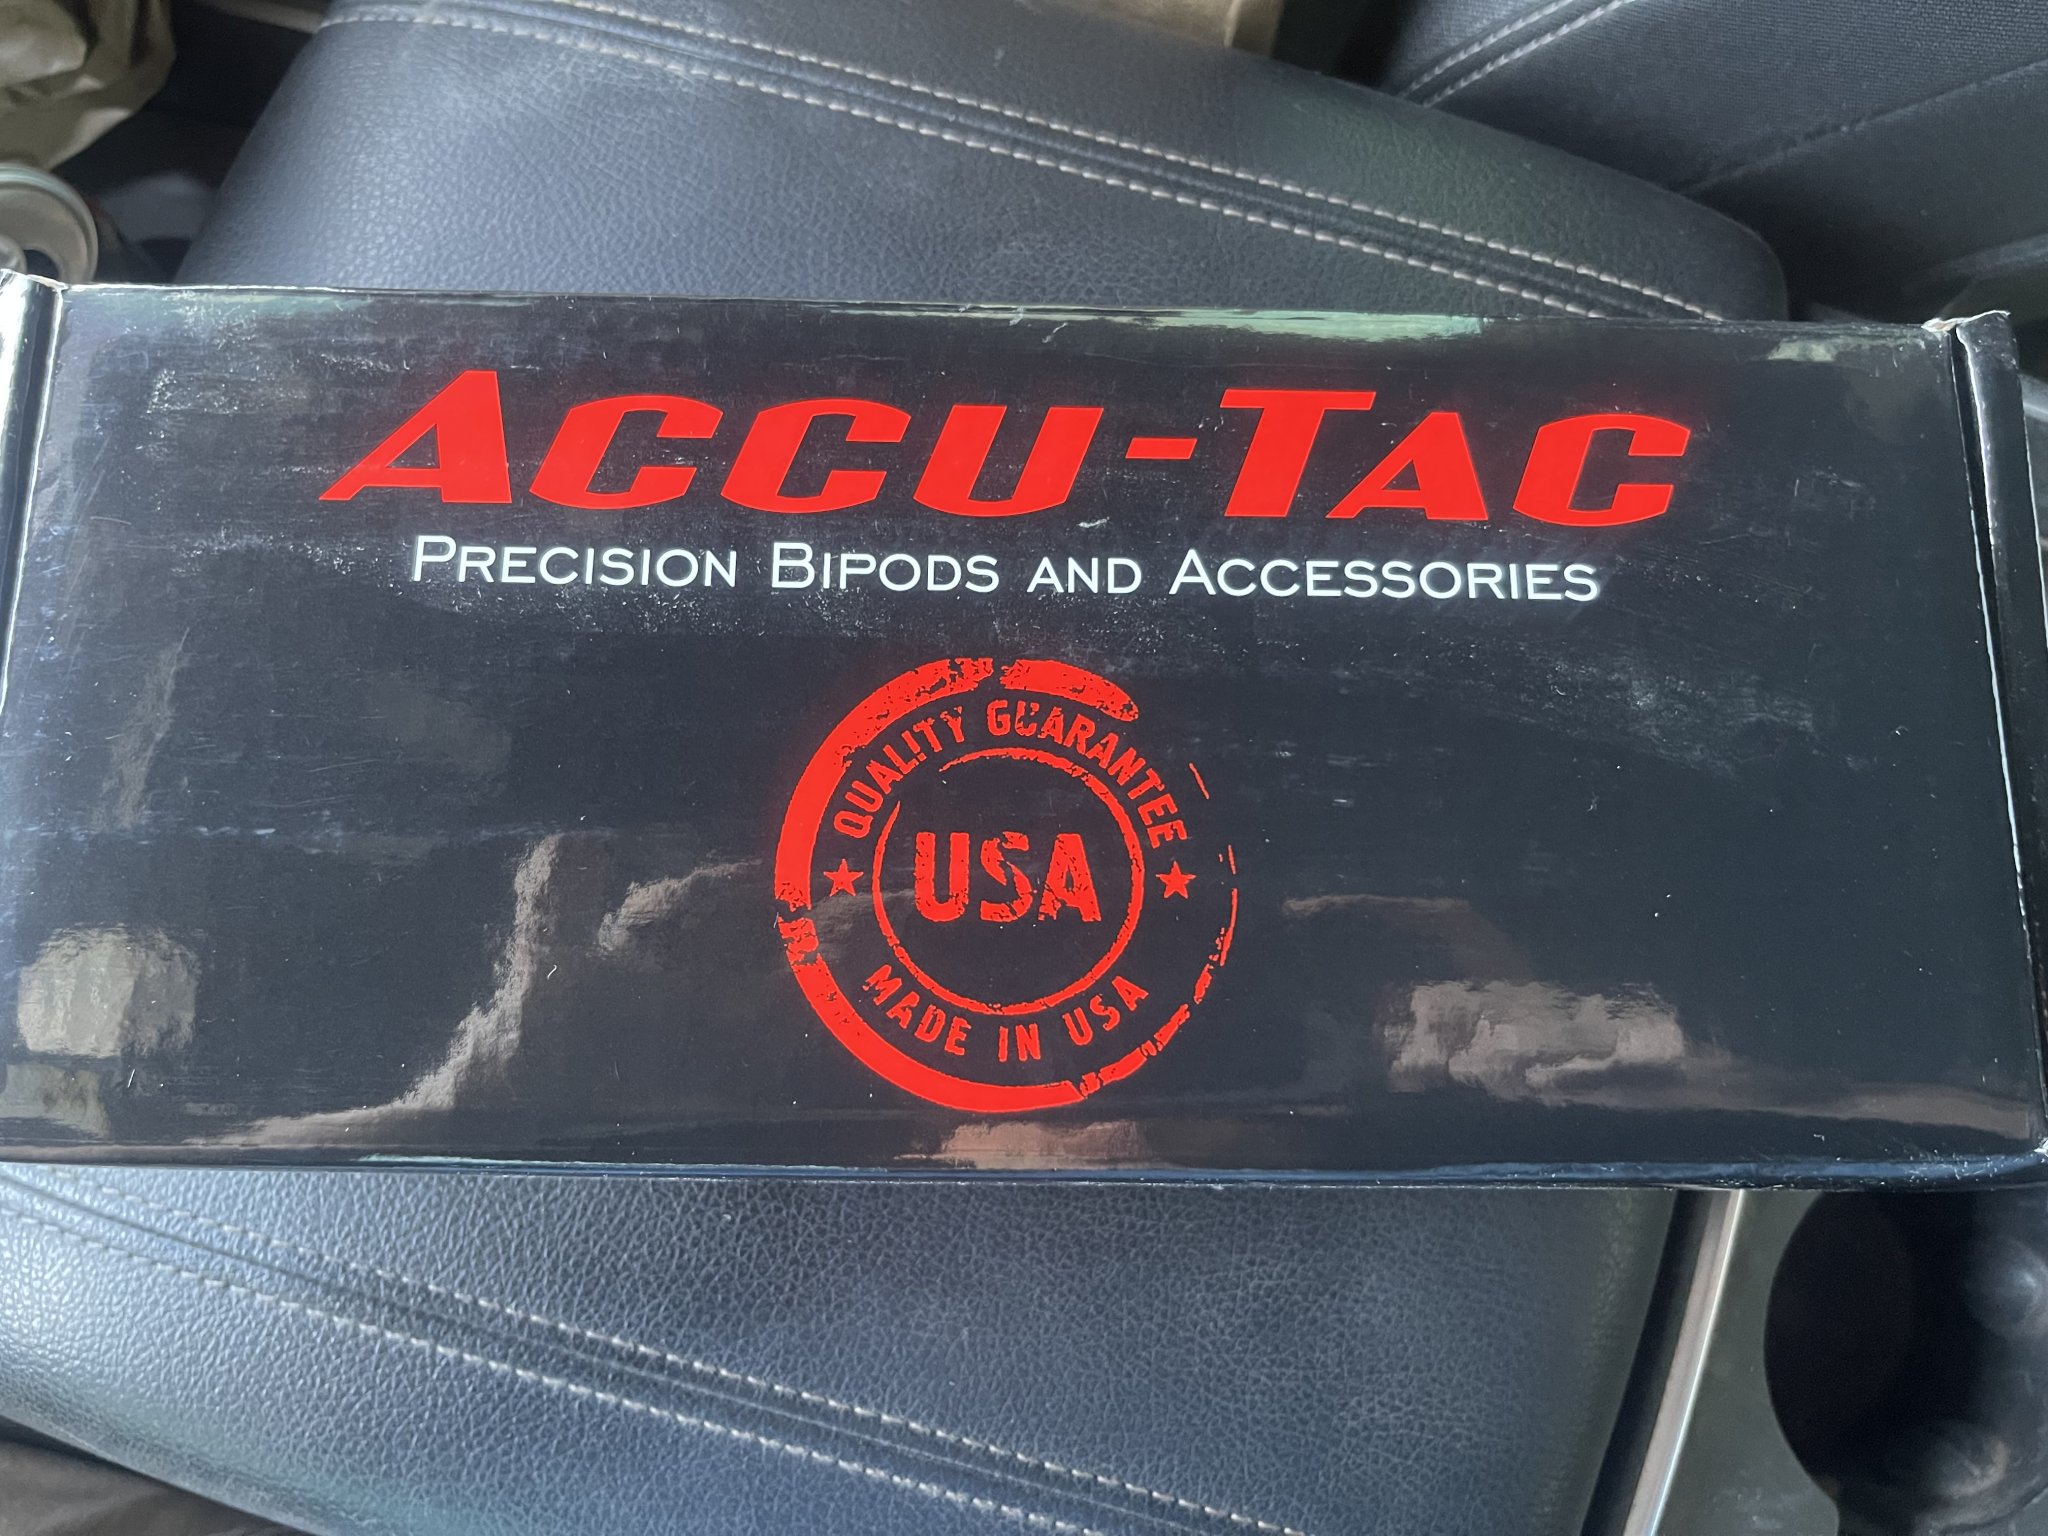 ACCU-TAC
PRECISION BIPODS AND ACCESSORIES
QUALITY GUARANTEE
USA
MADE IN USA